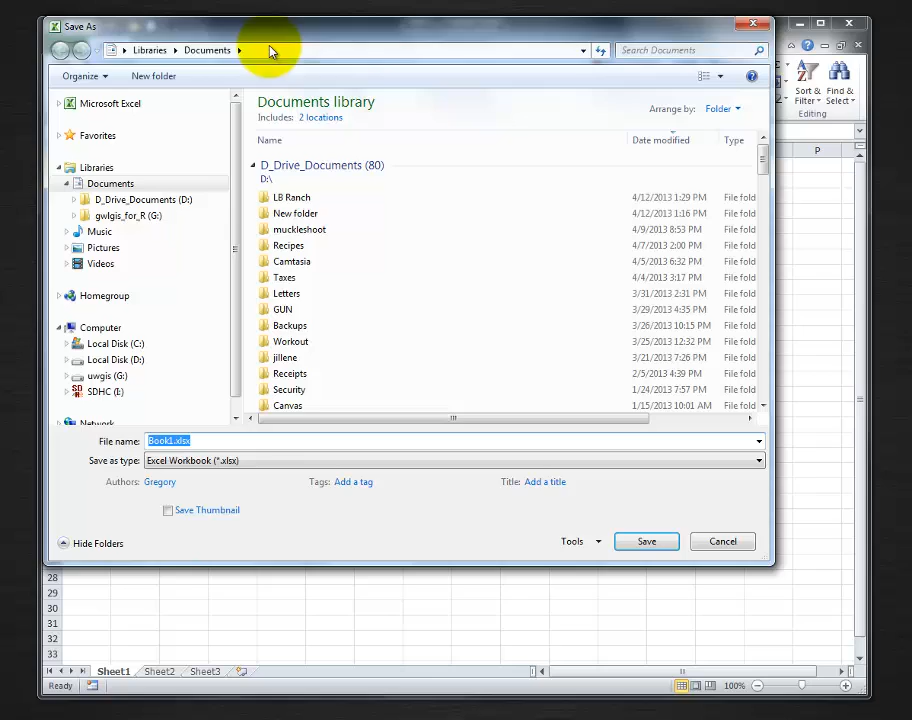 Save As
Libraries
Documents
Search Documents
Organize
New folder
Microsoft Excel
Favorites
Libraries
Documents
D_Drive_Documents (D:)
gwlgis_for_R (G:)
Music
Pictures
Videos
Homegroup
Computer
Local Disk (C:)
Local Disk (D:)
uwgis (G:)
Network
Documents library
Includes: 2 locations
Arrange by: Folder
Name Date modified Type
D_Drive_Documents (80)
D:\
LB Ranch 4/12/2013 1:29 PM File fold
New folder 4/12/2013 1:16 PM File fold
muckleshoot 4/9/2013 8:53 PM File fold
Recipes 4/7/2013 2:00 PM File fold
Camtasia 4/5/2013 6:32 PM File fold
Taxes 4/4/2013 3:17 PM File fold
Letters 3/31/2013 2:31 PM File fold
GUN 3/29/2013 4:35 PM File fold
Backups 3/26/2013 10:15 PM File fold
Workout 3/25/2013 12:32 PM File fold
jillene 3/21/2013 7:26 PM File fold
Receipts 2/5/2013 4:39 PM File fold
Security 1/24/2013 7:57 PM File fold
Canvas 1/15/2013 10:01 AM File fold
File name: Book1.xlsx
Save as type: Excel Workbook (*.xlsx)
Authors: Gregory Tags: Add a tag Title: Add a title
Save Thumbnail
Hide Folders
Tools
Save
Cancel
Sort &
Filter
Find &
Select
Editing
P
28
29
30
31
32
33
Sheet1 Sheet2 Sheet3
Ready
100%